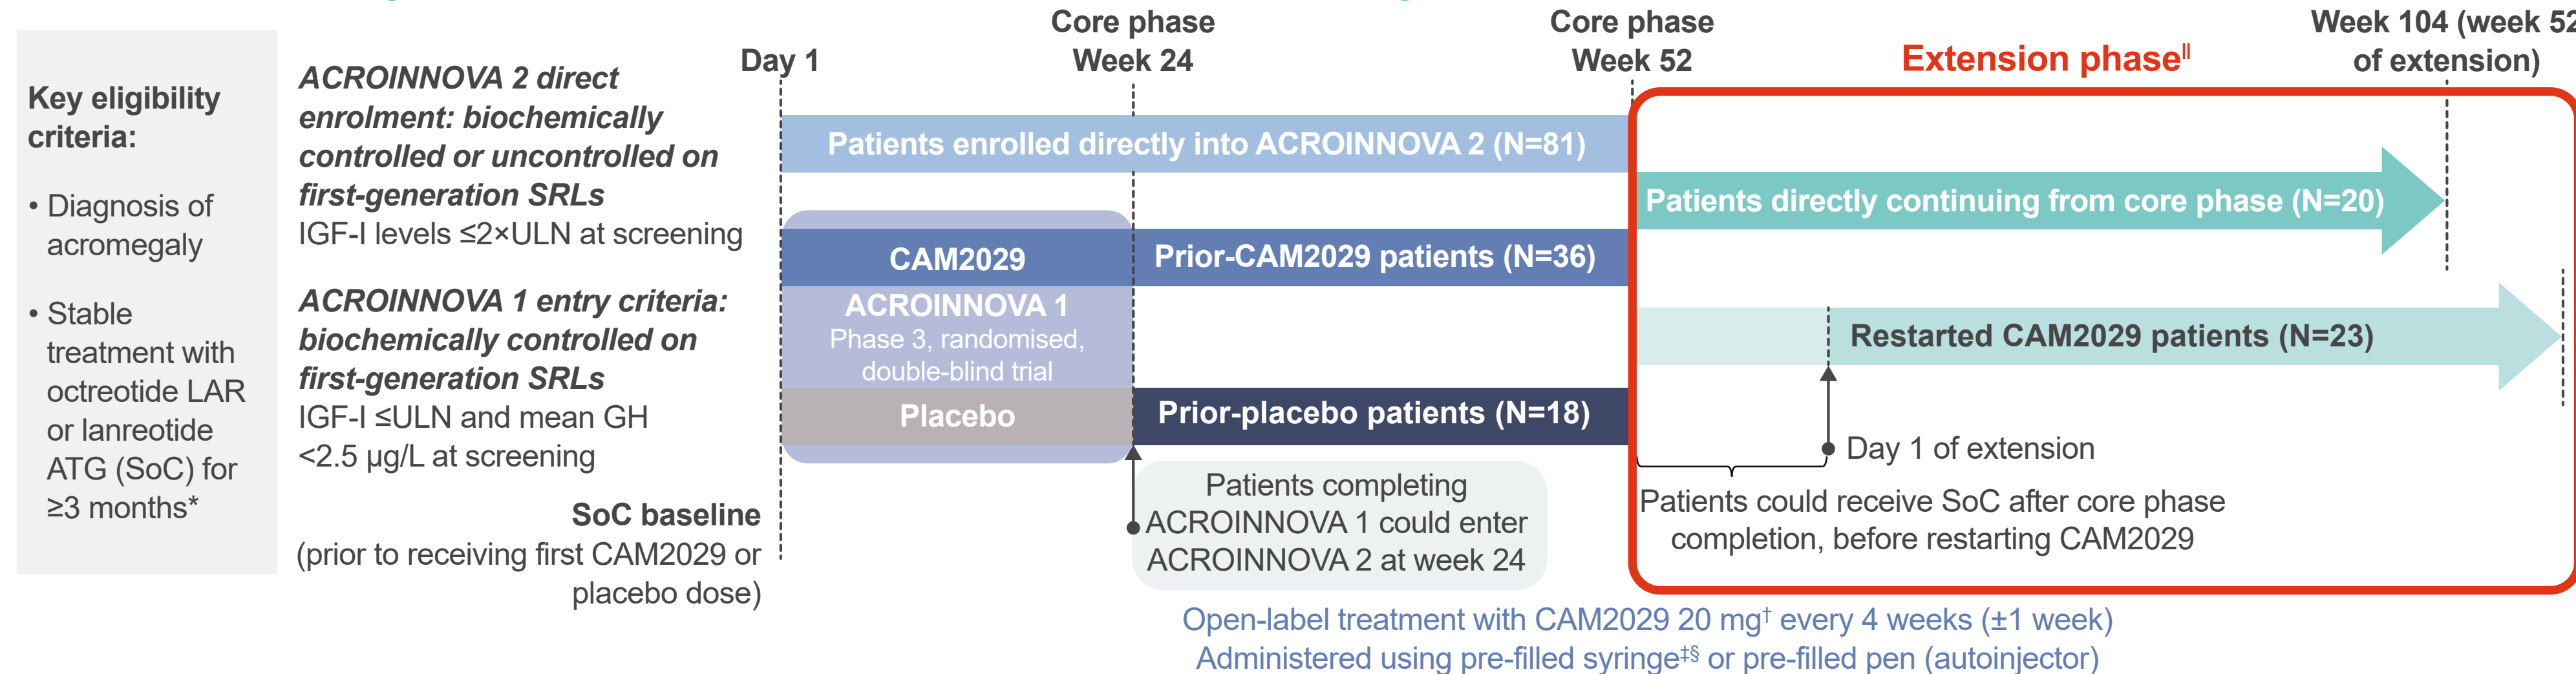 Key eligibility
criteria:
• Diagnosis of
acromegaly
• Stable
treatment with
octreotide LAR
or lanreotide
ATG (SoC) for
≥3 months*
ACROINNOVA 2 direct
enrolment: biochemically
controlled or uncontrolled on
first-generation SRLs
IGF-I levels ≤2×ULN at screening
ACROINNOVA 1 entry criteria:
biochemically controlled on
first-generation SRLs
IGF-I ≤ULN and mean GH
<2.5 µg/L at screening
SoC baseline
(prior to receiving first CAM2029 or
placebo dose)
Day 1
Core phase
Week 24
Core phase
Week 52
Extension phase||
Week 104 (week 52
of extension)
Patients enrolled directly into ACROINNOVA 2 (N=81)
Patients directly continuing from core phase (N=20)
CAM2029
Prior-CAM2029 patients (N=36)
ACROINNOVA 1
Phase 3, randomised,
double-blind trial
Restarted CAM2029 patients (N=23)
Placebo
Prior-placebo patients (N=18)
Day 1 of extension
Patients completing
ACROINNOVA 1 could enter
ACROINNOVA 2 at week 24
Patients could receive SoC after core phase
completion, before restarting CAM2029
Open-label treatment with CAM2029 20 mg† every 4 weeks (±1 week)
Administered using pre-filled syringe‡§ or pre-filled pen (autoinjector)